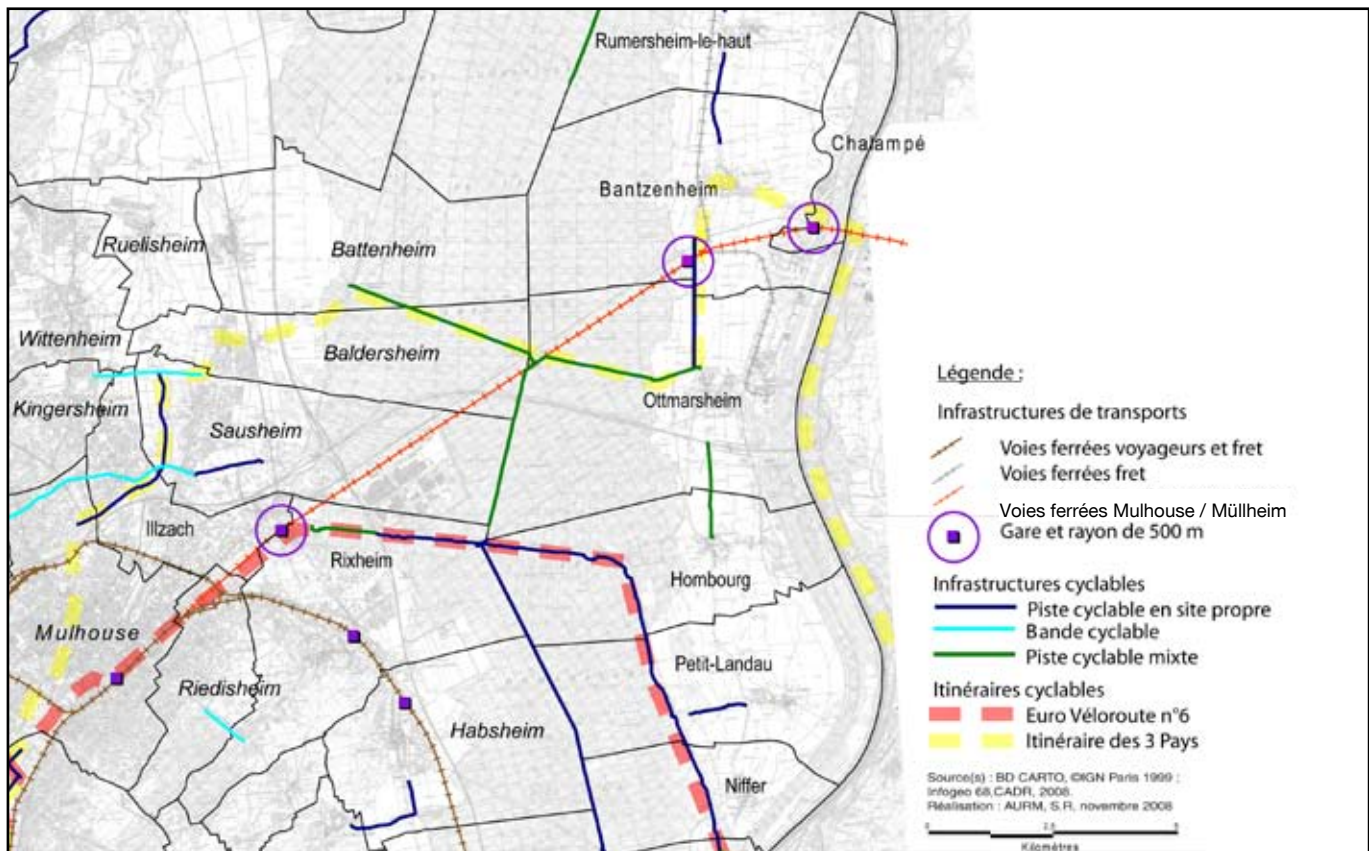 Rumersheim-le-haut
Chalampé
Bantzenheim
Ruelisheim
Battenheim
Wittenheim
Baldersheim
Kingersheim
Ottmarsheim
Sausheim
Illzach
Rixheim
Hombourg
Mulhouse
Petit-Landau
Riedisheim
Habsheim
Niffer
Légende :
Infrastructures de transports
Voies ferrées voyageurs et fret
Voies ferrées fret
Voies ferrées Mulhouse / Müllheim
Gare et rayon de 500 m
Infrastructures cyclables
Piste cyclable en site propre
Bande cyclable
Piste cyclable mixte
Itinéraires cyclables
Euro Véloroute n°6
Itinéraire des 3 Pays
Source(s) : BD CARTO, ©IGN Paris 1999 ;
Infogeo 68,CADR, 2008.
Réalisation : AURM, S.R, novembre 2008
0 2,5 5
Kilomètres